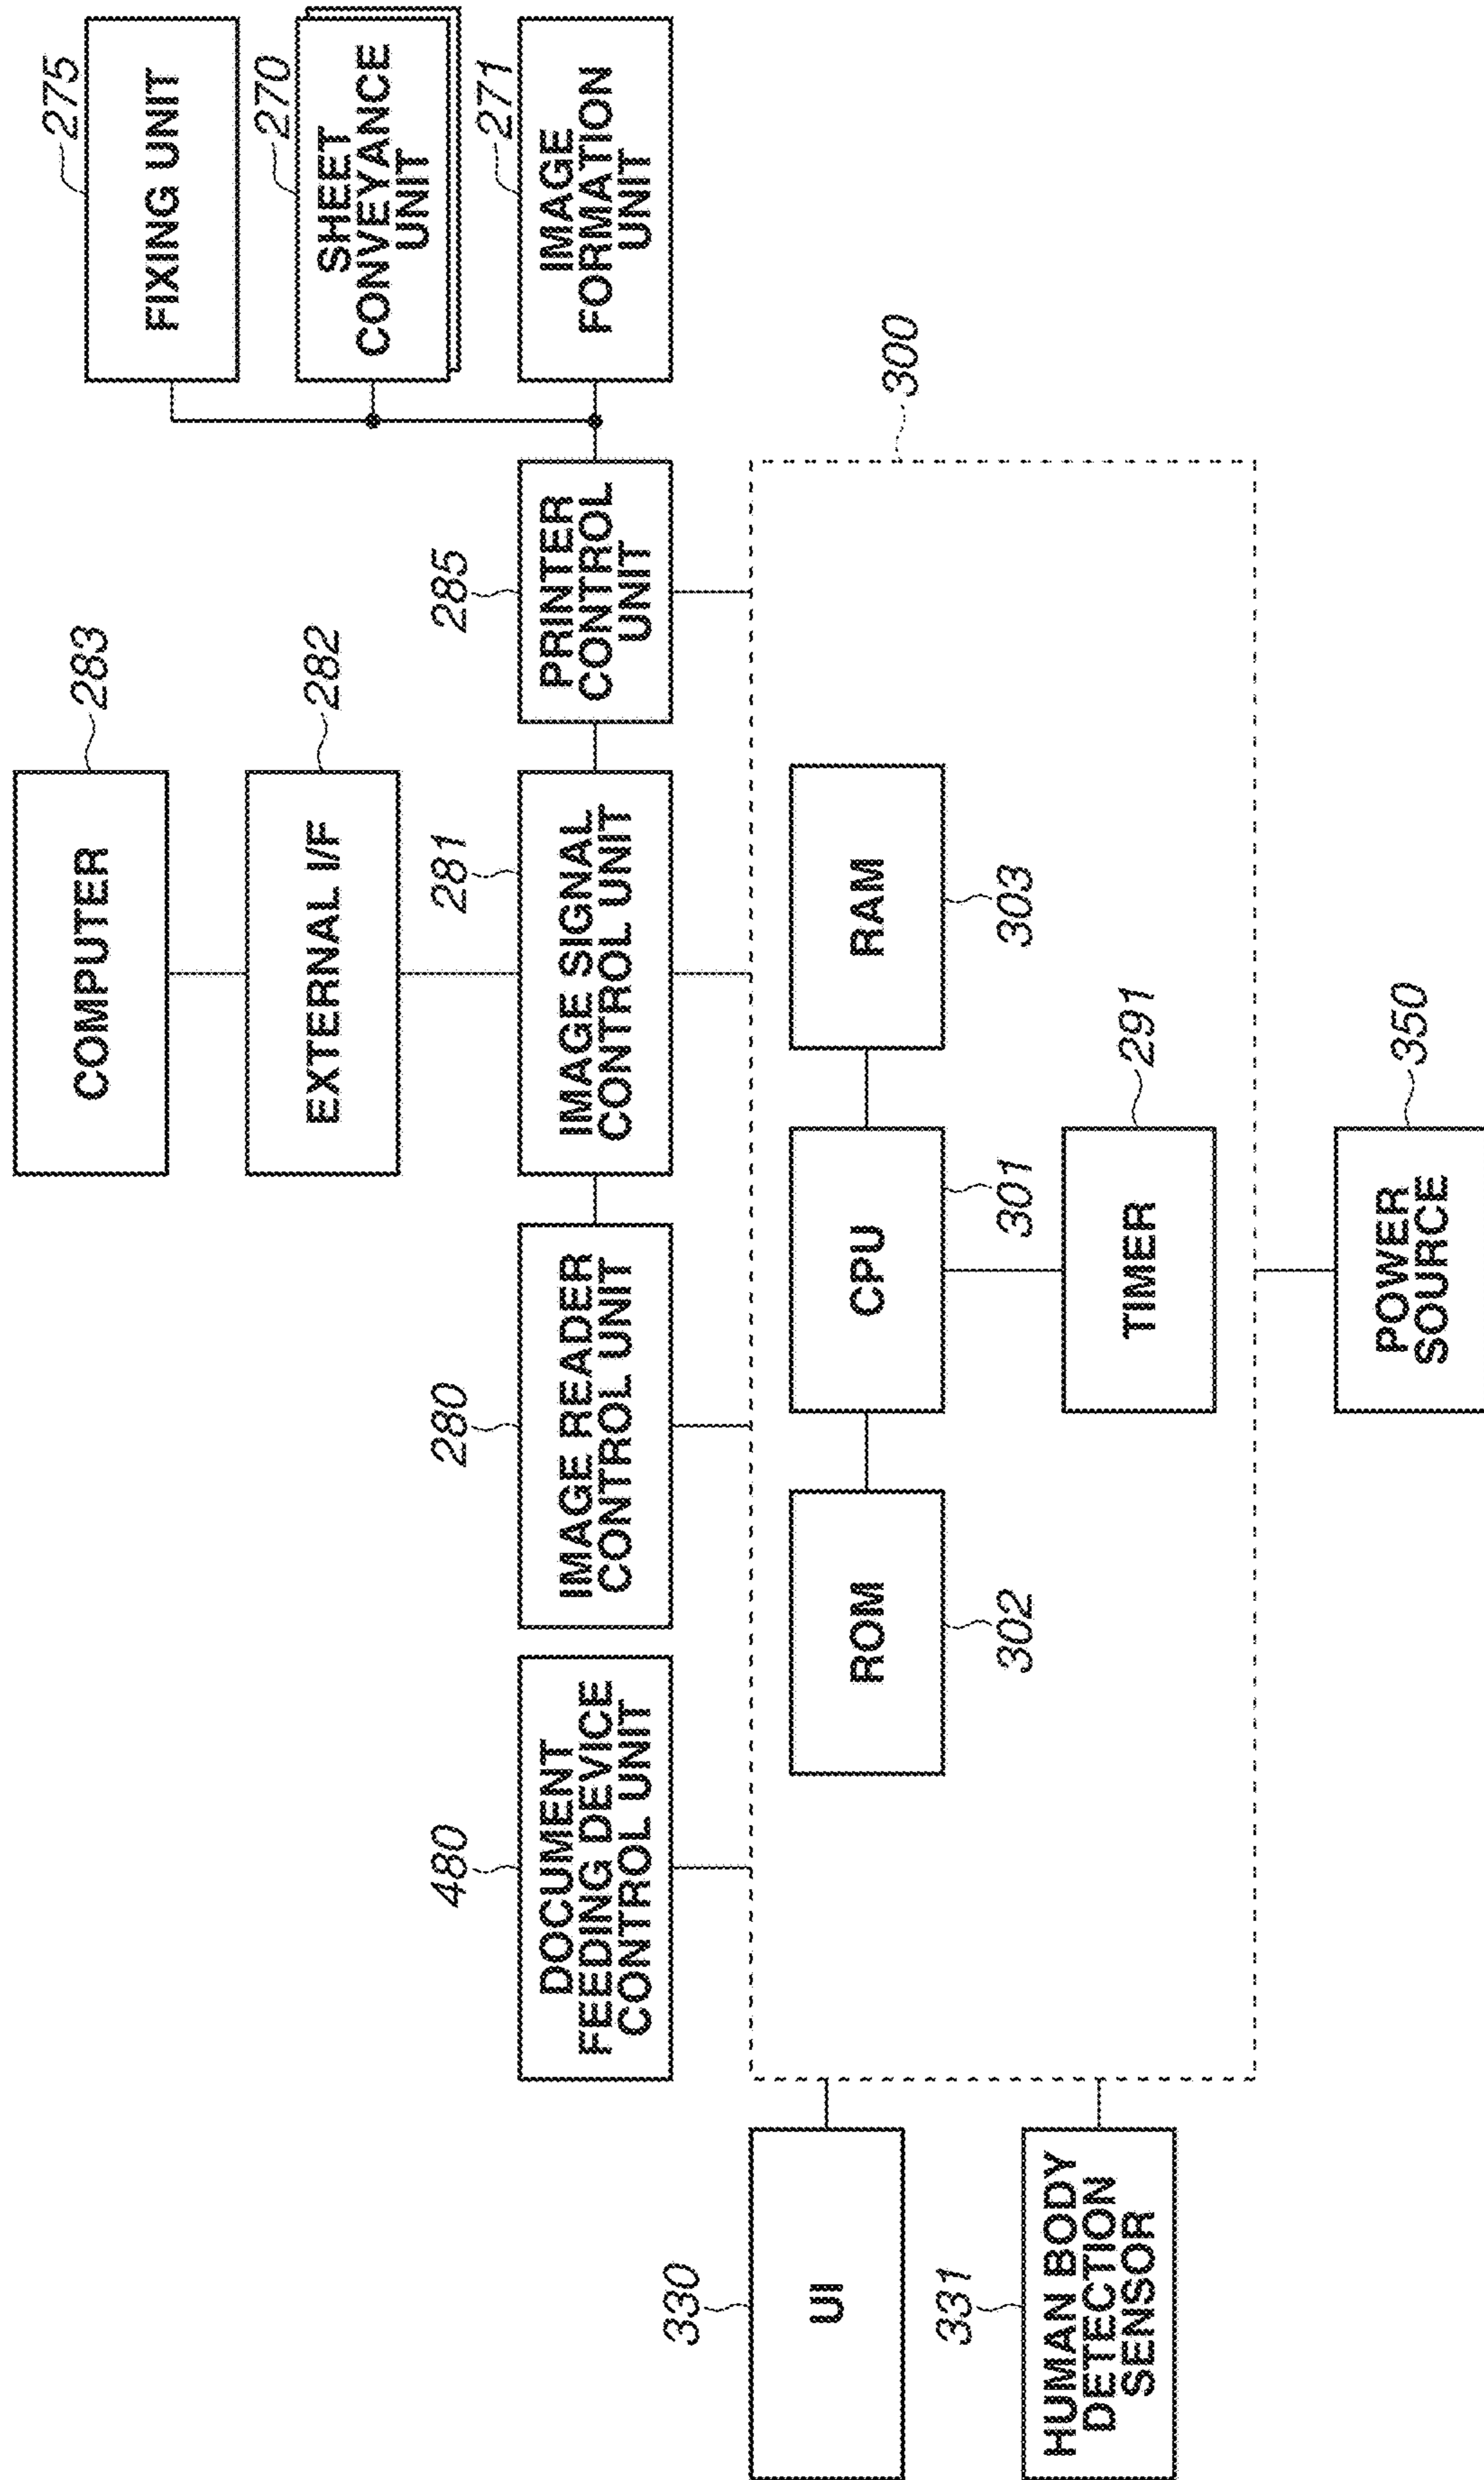 283
COMPUTER
282
EXTERNAL I/F
275
FIXING UNIT
270
SHEET
CONVEYANCE
UNIT
271
IMAGE
FORMATION
UNIT
480
DOCUMENT
FEEDING DEVICE
CONTROL UNIT
280
IMAGE READER
CONTROL UNIT
281
IMAGE SIGNAL
CONTROL UNIT
285
PRINTER
CONTROL
UNIT
300
330
UI
331
HUMAN BODY
DETECTION
SENSOR
ROM
302
CPU
301
RAM
303
TIMER
291
POWER
SOURCE
350